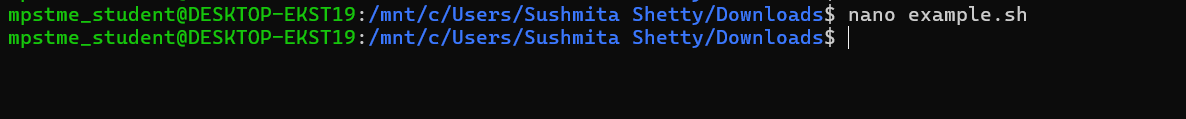 mpstme_student@DESKTOP-EKST19:/mnt/c/Users/Sushmita Shetty/Downloads$ nano example.sh
mpstme_student@DESKTOP-EKST19:/mnt/c/Users/Sushmita Shetty/Downloads$